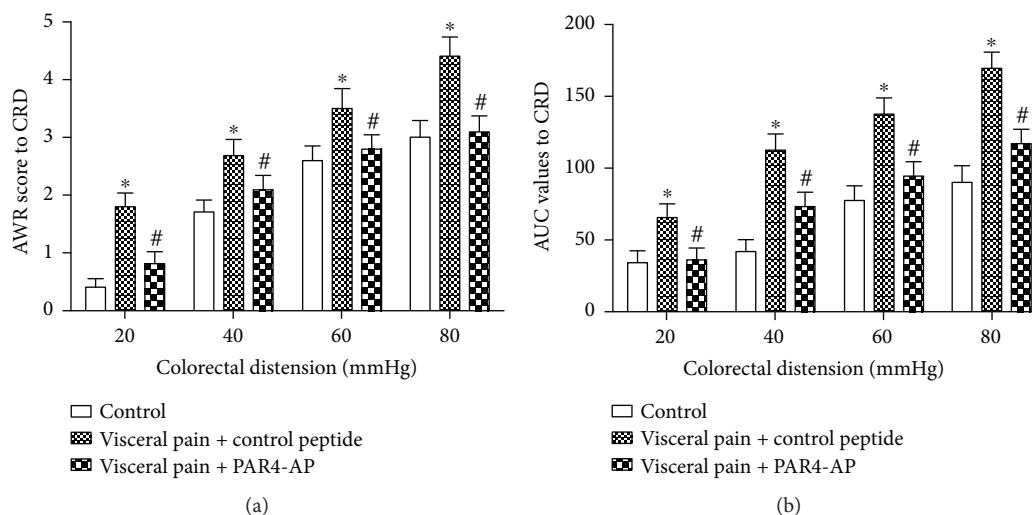 5
4
3
2
1
0
AWR score to CRD
*
#
*
#
*
#
*
#
20
40
60
80
Colorectal distension (mmHg)
Control
Visceral pain + control peptide
Visceral pain + PAR4-AP
(a)
200
150
100
50
0
AUC values to CRD
*
#
*
#
*
#
*
#
20
40
60
80
Colorectal distension (mmHg)
Control
Visceral pain + control peptide
Visceral pain + PAR4-AP
(b)